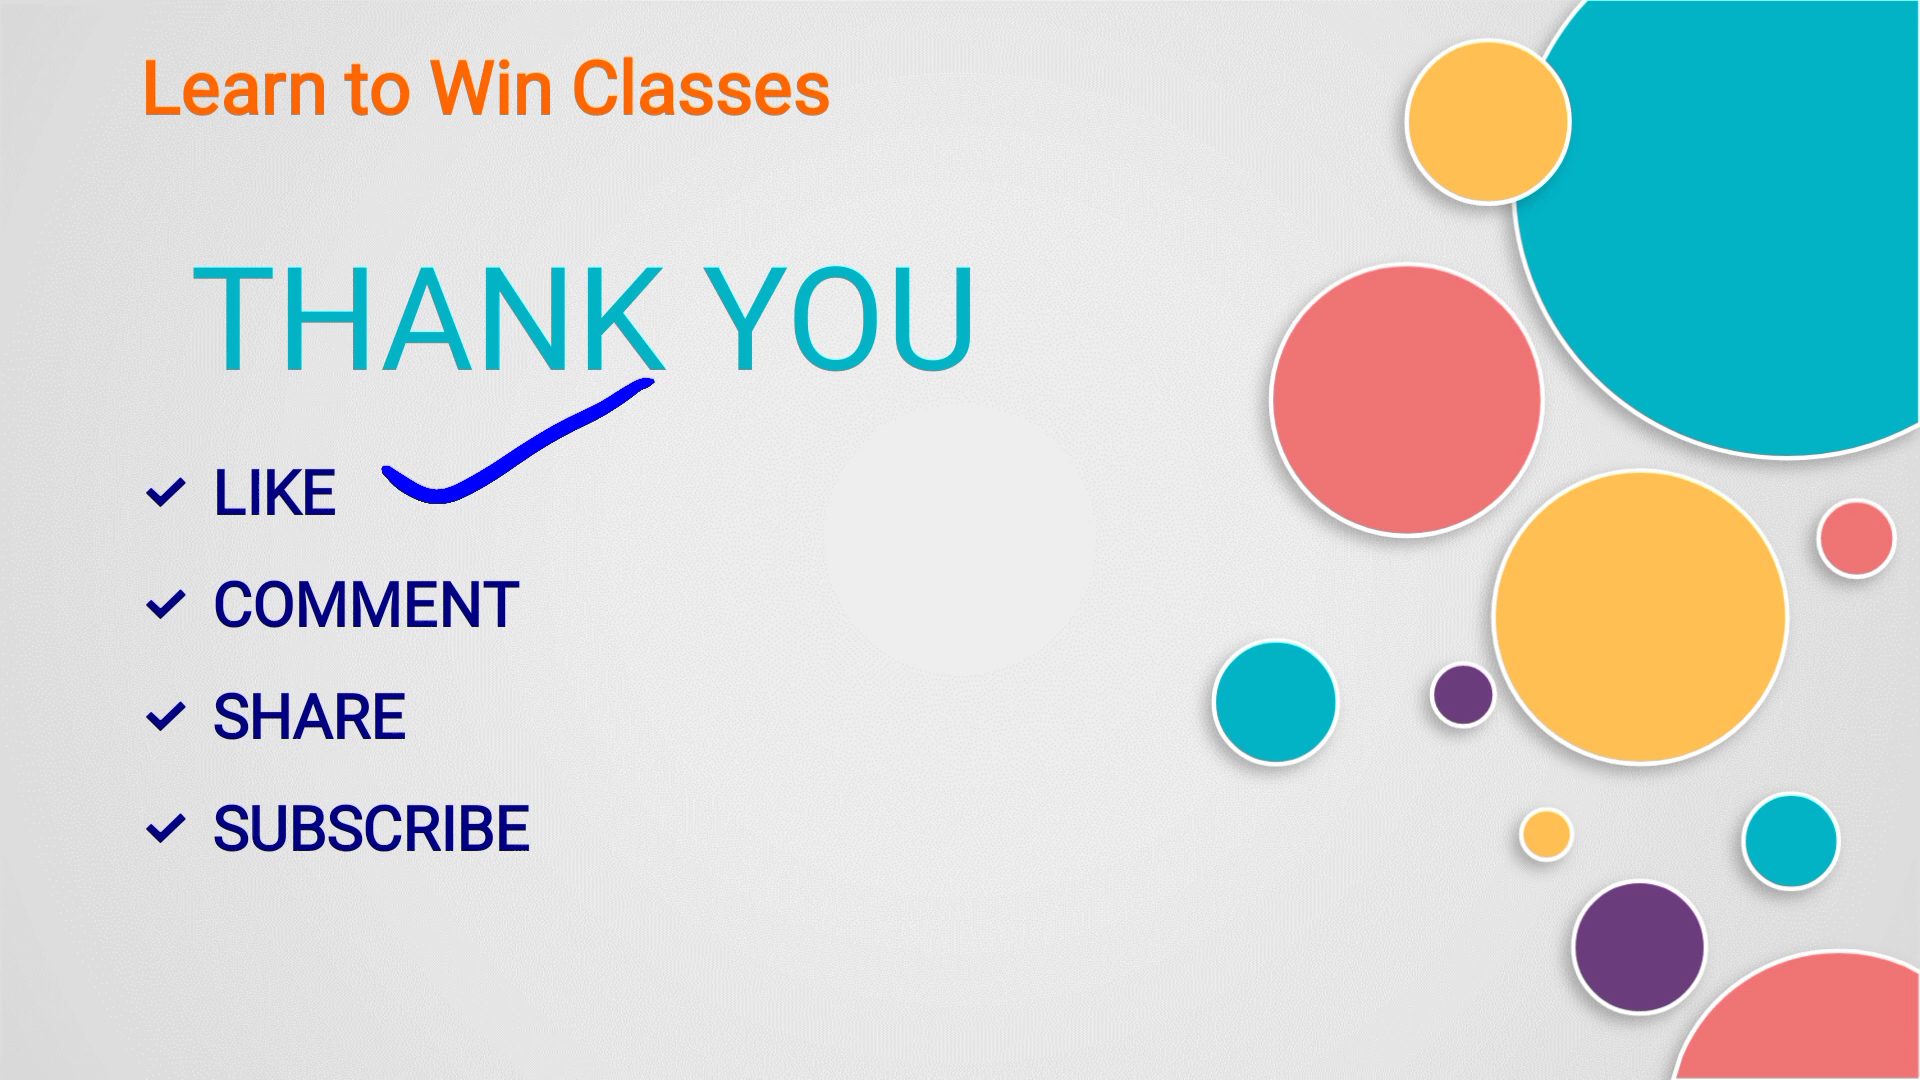 Learn to Win Classes
THANK YOU
✓ LIKE
✓ COMMENT
✓ SHARE
✓ SUBSCRIBE